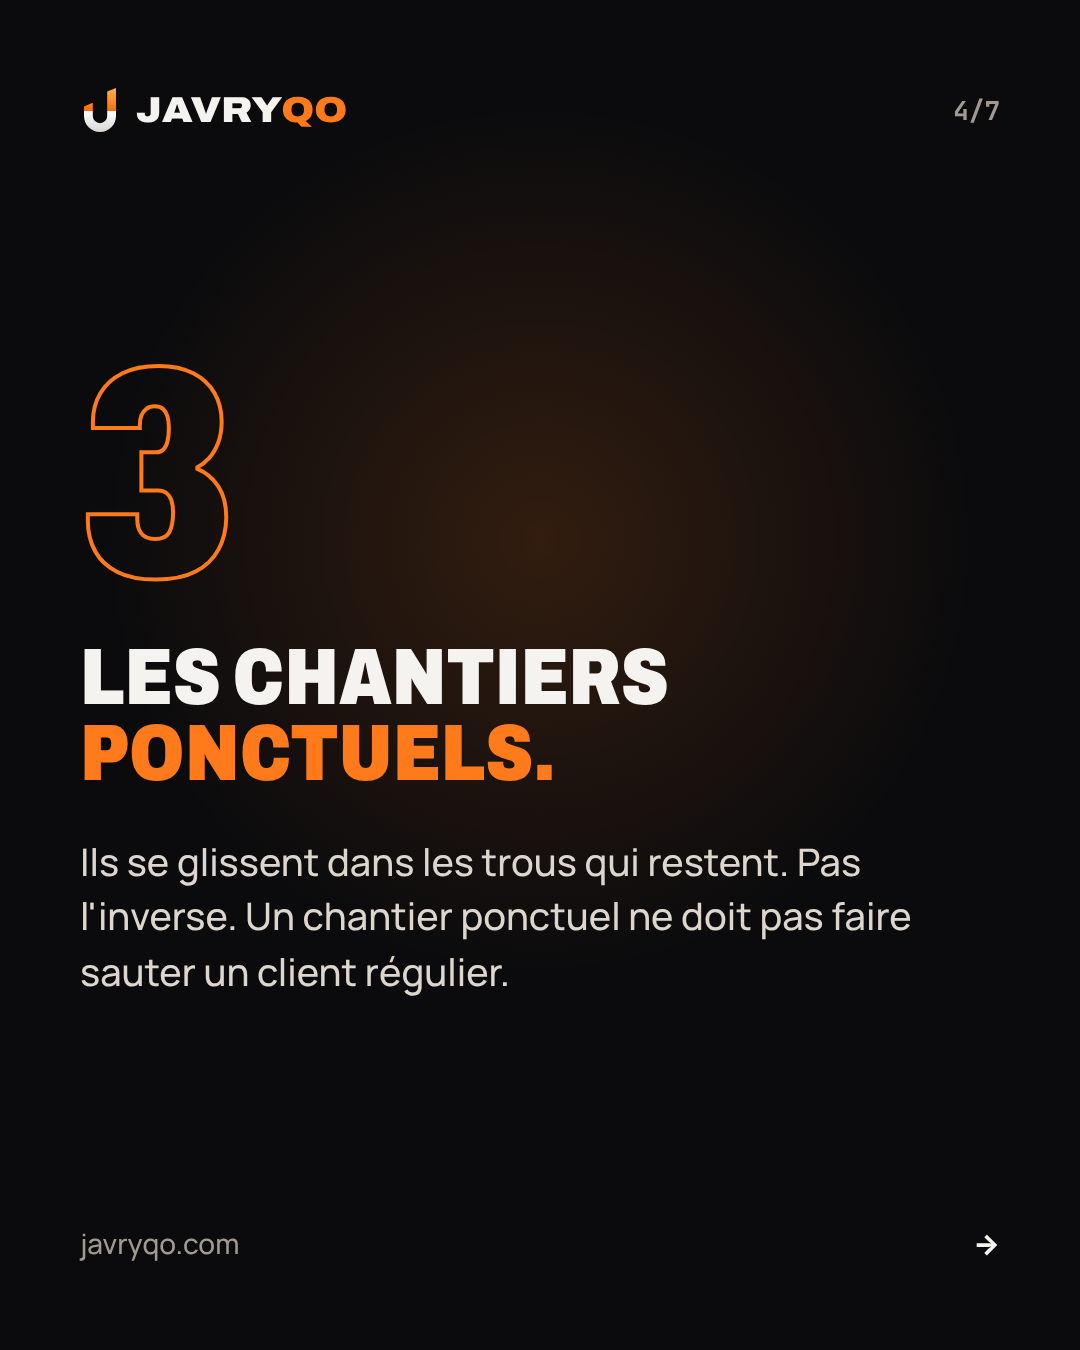 JAVRYQO
4/7
3
LES CHANTIERS
PONCTUELS.
Ils se glissent dans les trous qui restent. Pas
l'inverse. Un chantier ponctuel ne doit pas faire
sauter un client régulier.
javryqo.com
→